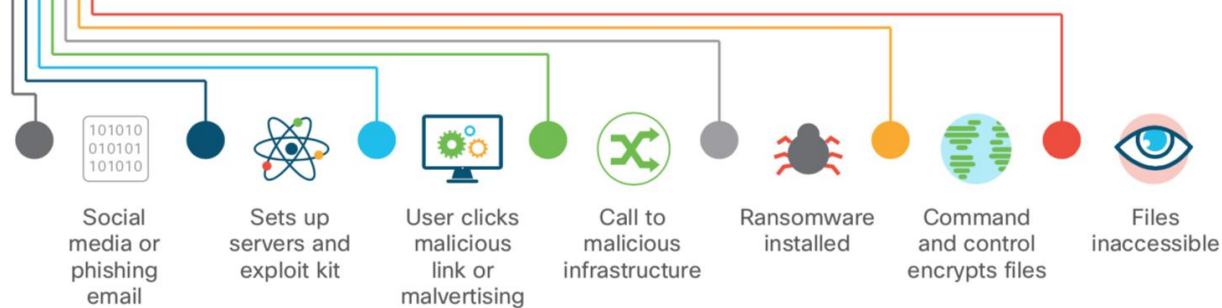 101010
010101
101010
Social
media or
phishing
email
Sets up
servers and
exploit kit
User clicks
malicious
link or
malvertising
Call to
malicious
infrastructure
Ransomware
installed
Command
and control
encrypts files
Files
inaccessible